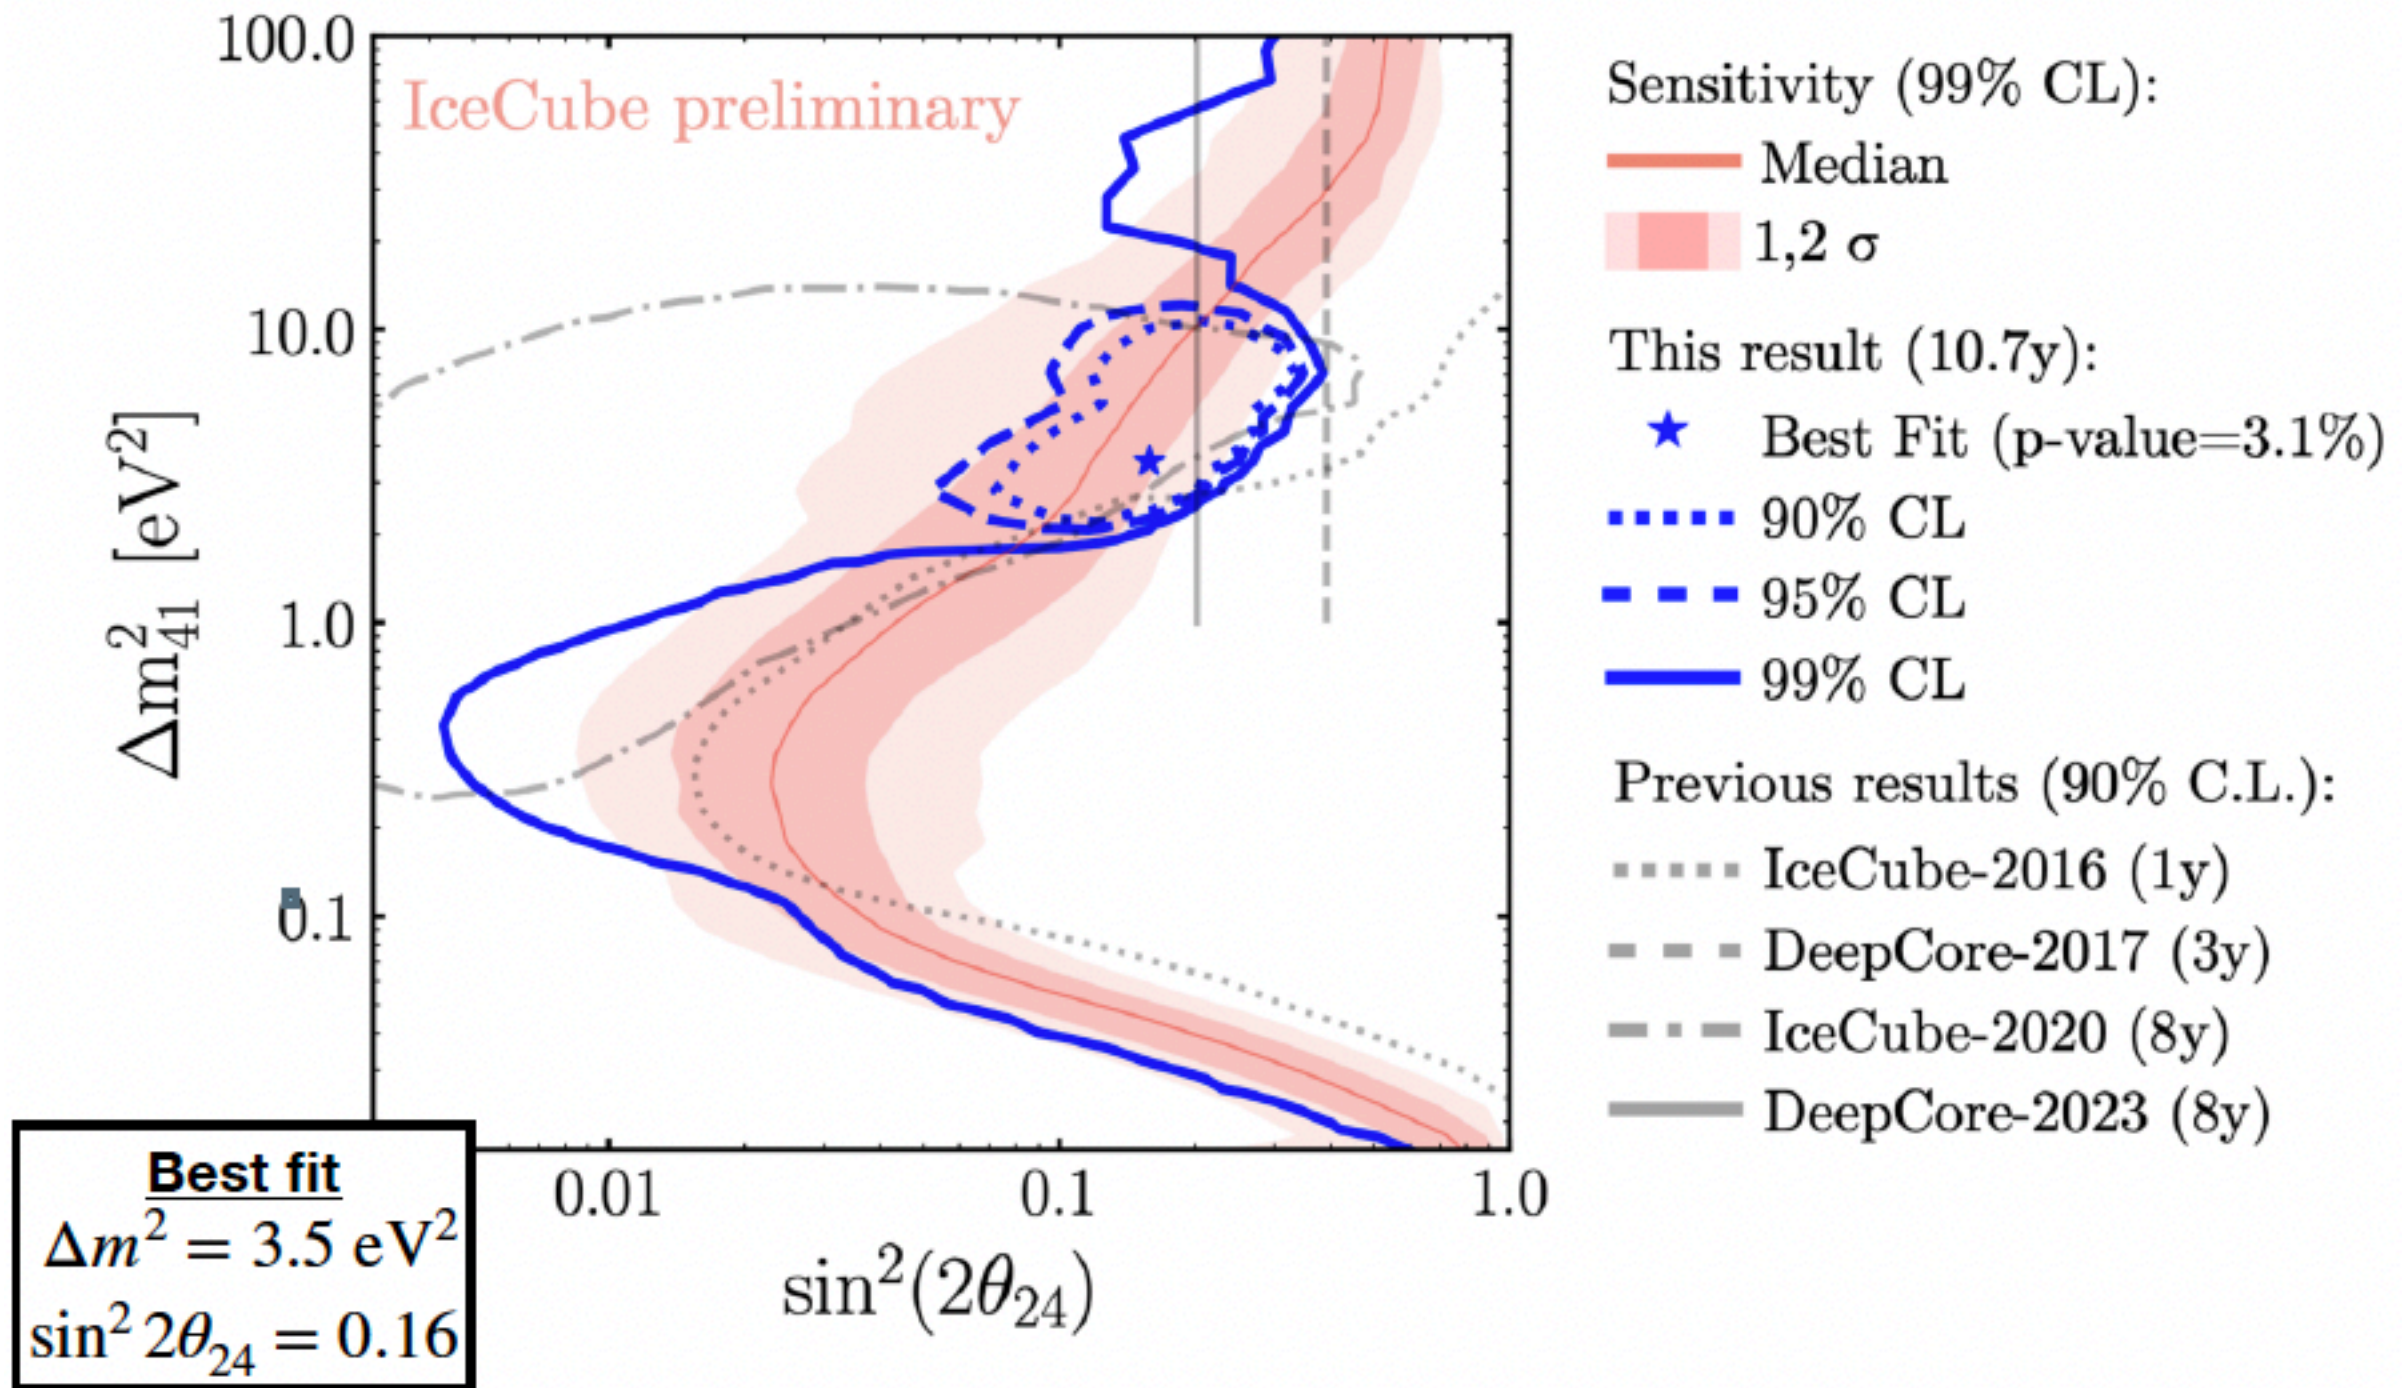 100.0
10.0
1.0
0.1
Δm²₄₁ [eV²]
IceCube preliminary
0.01
0.1
1.0
sin²(2θ₂₄)
Sensitivity (99% CL):
Median
1,2 σ
This result (10.7y):
Best Fit (p-value=3.1%)
90% CL
95% CL
99% CL
Previous results (90% C.L.):
IceCube-2016 (1y)
DeepCore-2017 (3y)
IceCube-2020 (8y)
DeepCore-2023 (8y)
Best fit
Δm² = 3.5 eV²
sin² 2θ₂₄ = 0.16